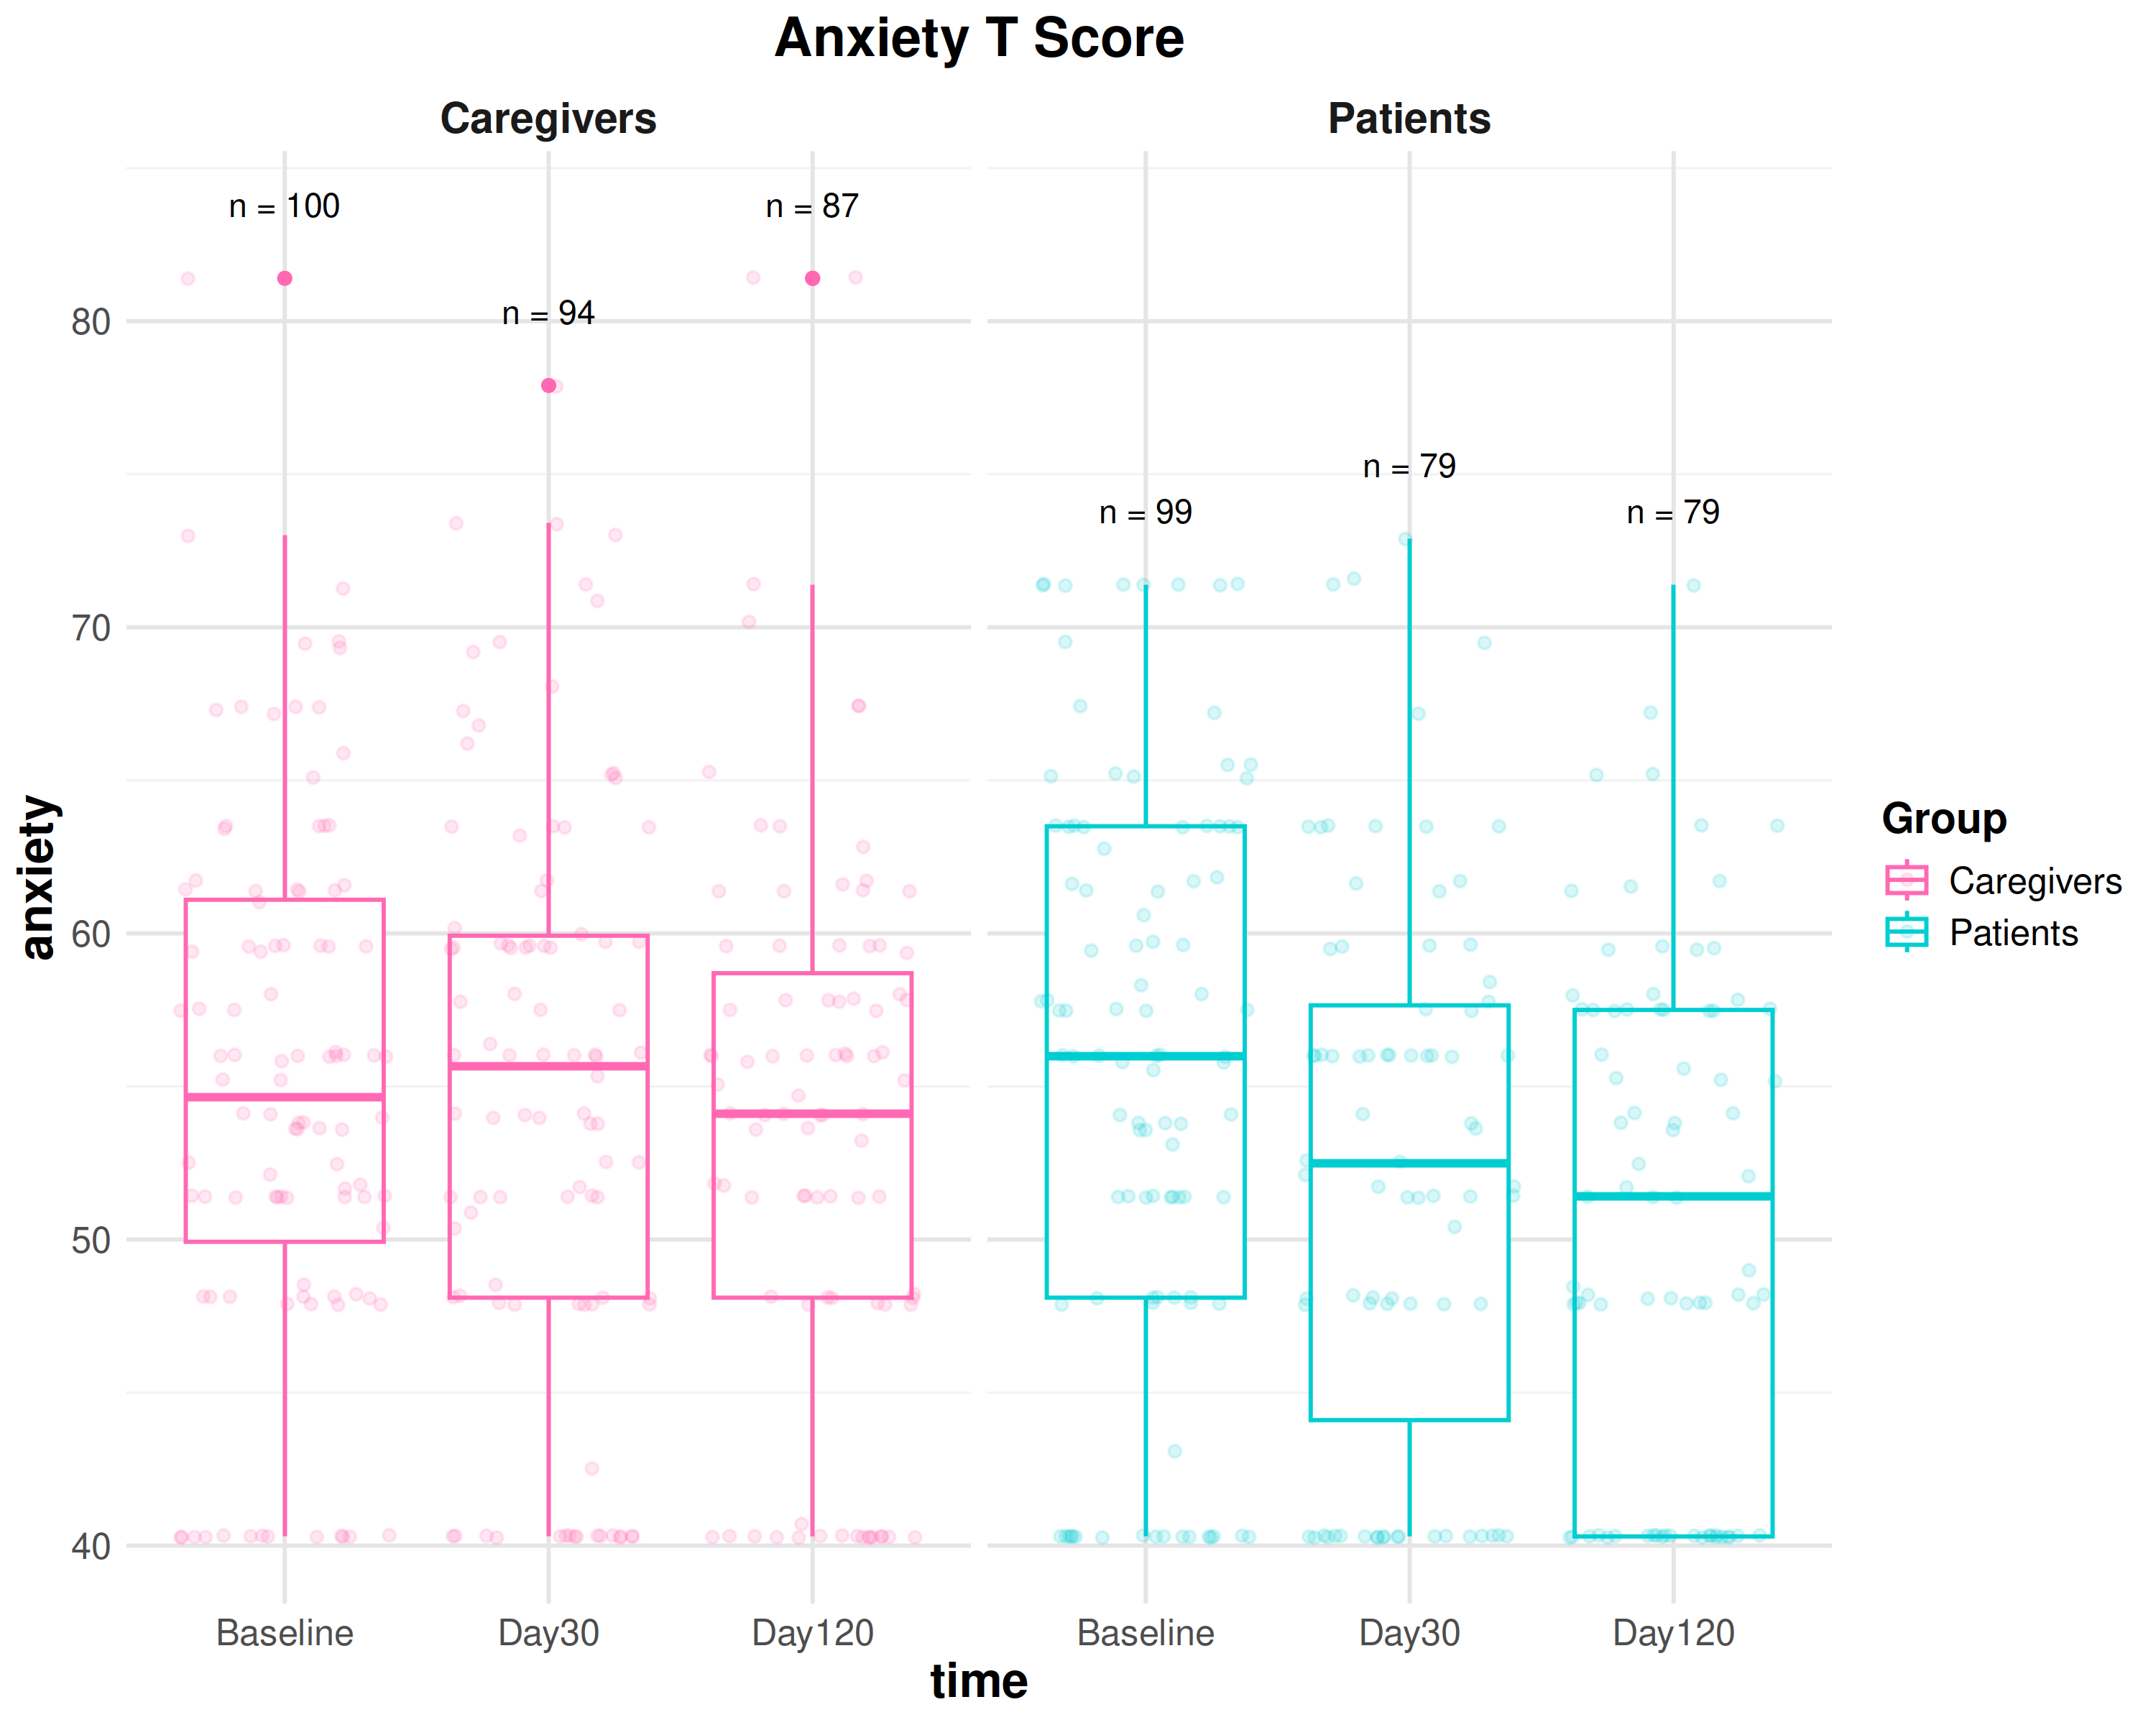 Anxiety T Score
Caregivers
Patients
n = 100
n = 87
n = 94
n = 79
n = 99
n = 79
80
70
60
50
40
anxiety
Baseline
Day30
Day120
Baseline
Day30
Day120
time
Group
Caregivers
Patients